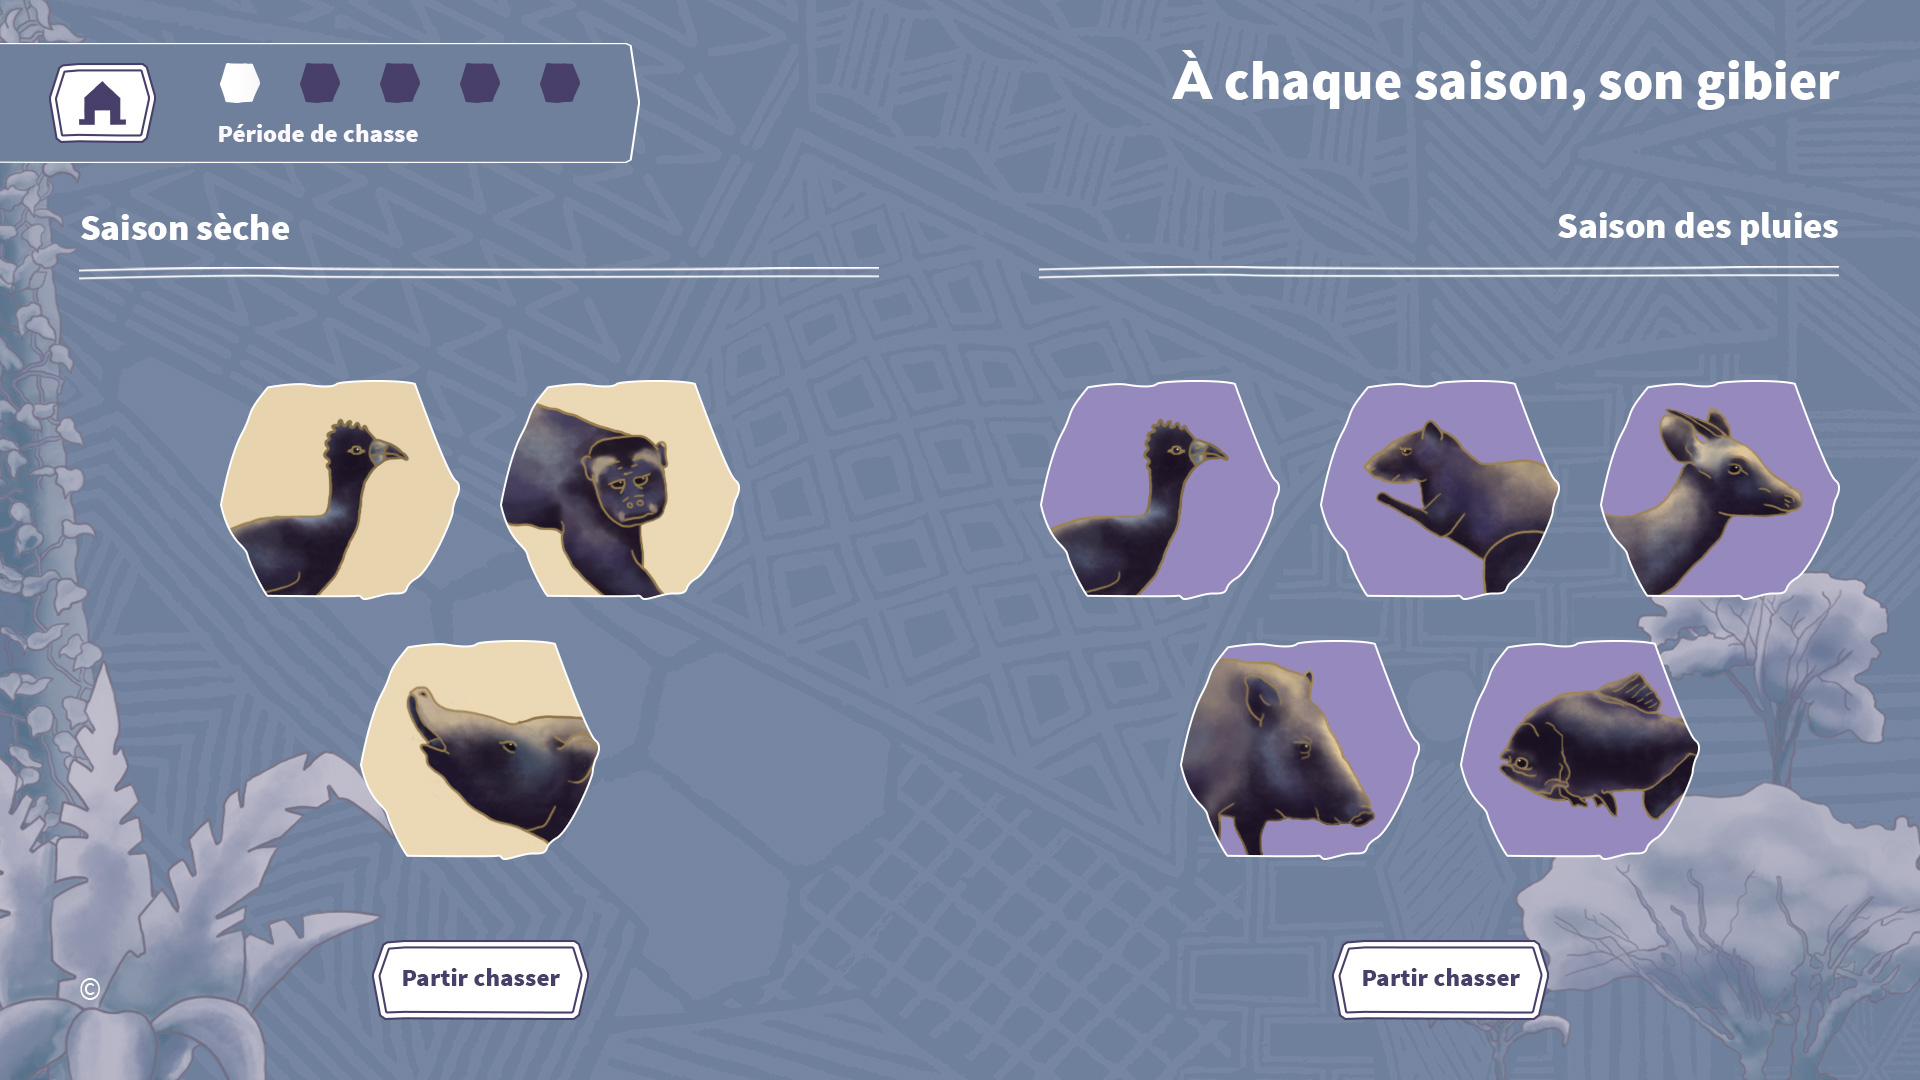 Période de chasse
À chaque saison, son gibier
Saison sèche
Saison des pluies
Partir chasser
Partir chasser
©